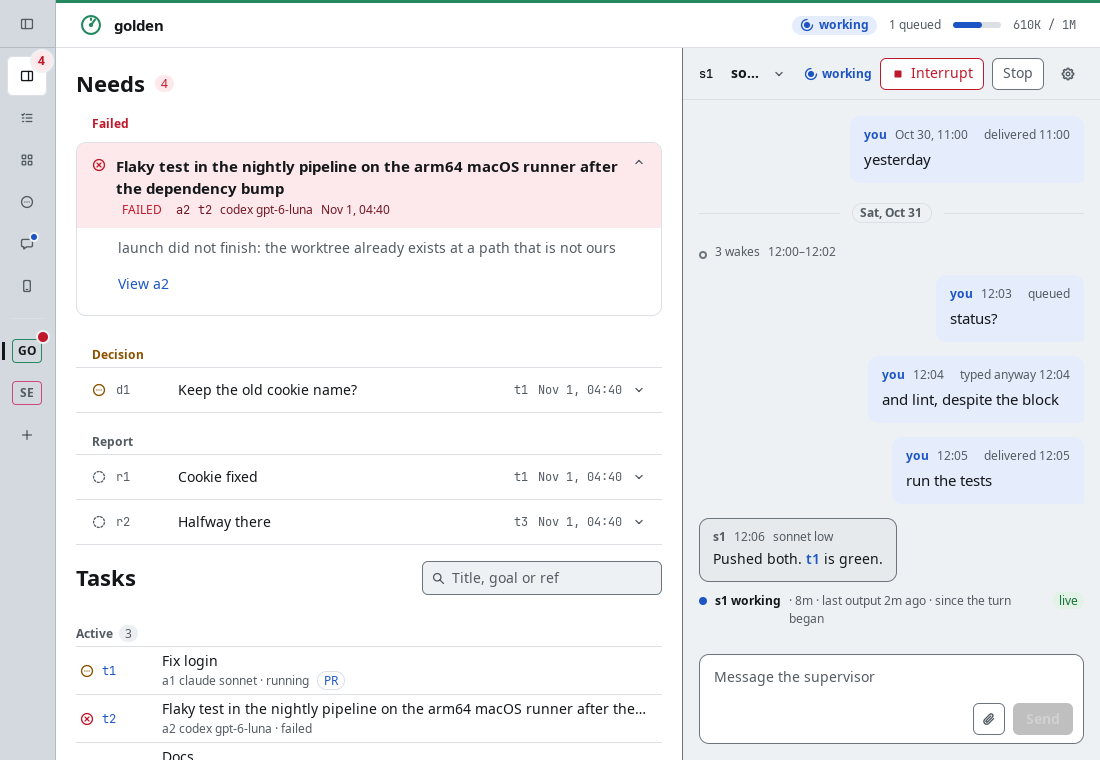 golden
working
1 queued
610K / 1M
4
GO
SE
Needs 4
Failed
Flaky test in the nightly pipeline on the arm64 macOS runner after
the dependency bump
FAILED a2 t2 codex gpt-6-luna Nov 1, 04:40
launch did not finish: the worktree already exists at a path that is not ours
View a2
Decision
d1 Keep the old cookie name? t1 Nov 1, 04:40
Report
r1 Cookie fixed t1 Nov 1, 04:40
r2 Halfway there t3 Nov 1, 04:40
Tasks
Title, goal or ref
Active 3
t1 Fix login
a1 claude sonnet · running PR
t2 Flaky test in the nightly pipeline on the arm64 macOS runner after the…
a2 codex gpt-6-luna · failed
Docs
s1 so… working Interrupt Stop
you Oct 30, 11:00 delivered 11:00
yesterday
Sat, Oct 31
3 wakes 12:00–12:02
you 12:03 queued
status?
you 12:04 typed anyway 12:04
and lint, despite the block
you 12:05 delivered 12:05
run the tests
s1 12:06 sonnet low
Pushed both. t1 is green.
s1 working · 8m · last output 2m ago · since the turn
began
live
Message the supervisor
Send